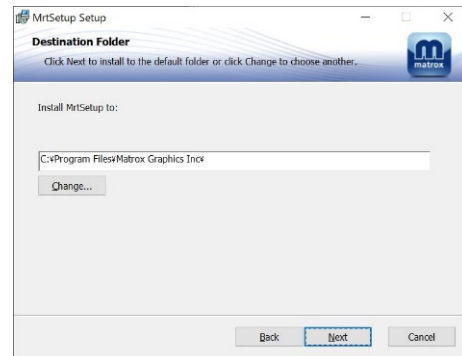 MrtSetup Setup
Destination Folder
Click Next to install to the default folder or click Change to choose another.
matrox
Install MrtSetup to:
C:¥Program Files¥Matrox Graphics Inc¥
Change...
Back Next Cancel